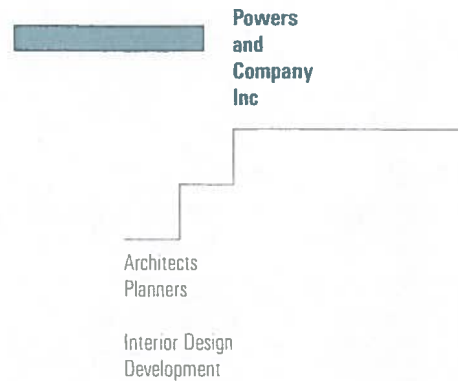 Powers
and
Company
Inc
Architects
Planners
Interior Design
Development